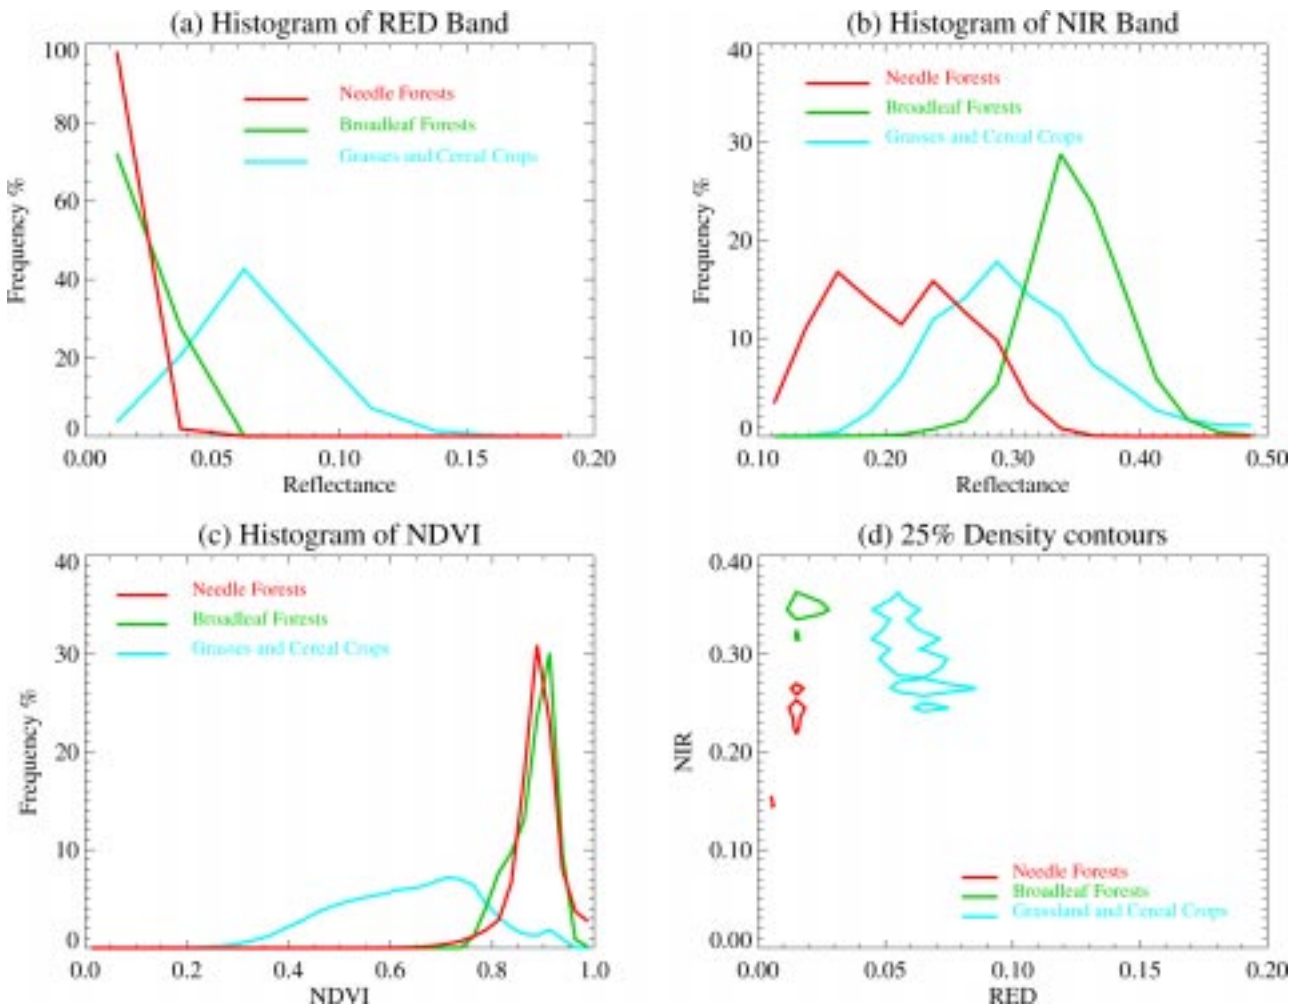 (a) Histogram of RED Band
100
80
60
40
20
0
Frequency %
Needle Forests
Broadleaf Forests
Grasses and Cereal Crops
0.00 0.05 0.10 0.15 0.20
Reflectance
(b) Histogram of NIR Band
40
30
20
10
0
Frequency %
Needle Forests
Broadleaf Forests
Grasses and Cereal Crops
0.10 0.20 0.30 0.40 0.50
Reflectance
(c) Histogram of NDVI
40
30
20
10
0
Frequency %
Needle Forests
Broadleaf Forests
Grasses and Cereal Crops
0.0 0.2 0.4 0.6 0.8 1.0
NDVI
(d) 25% Density contours
0.40
0.30
0.20
0.10
0.00
NIR
Needle Forests
Broadleaf Forests
Grassland and Cereal Crops
0.00 0.05 0.10 0.15 0.20
RED